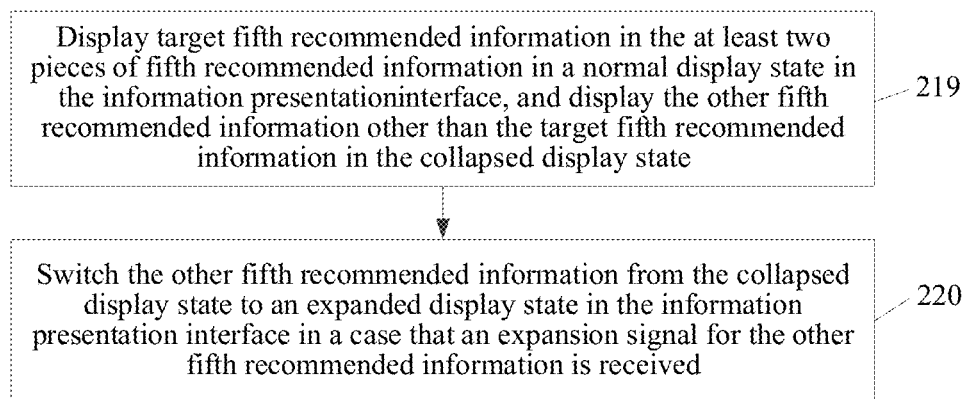 Display target fifth recommended information in the at least two
pieces of fifth recommended information in a normal display state in
the information presentationinterface, and display the other fifth
recommended information other than the target fifth recommended
information in the collapsed display state
219
Switch the other fifth recommended information from the collapsed
display state to an expanded display state in the information
presentation interface in a case that an expansion signal for the other
fifth recommended information is received
220